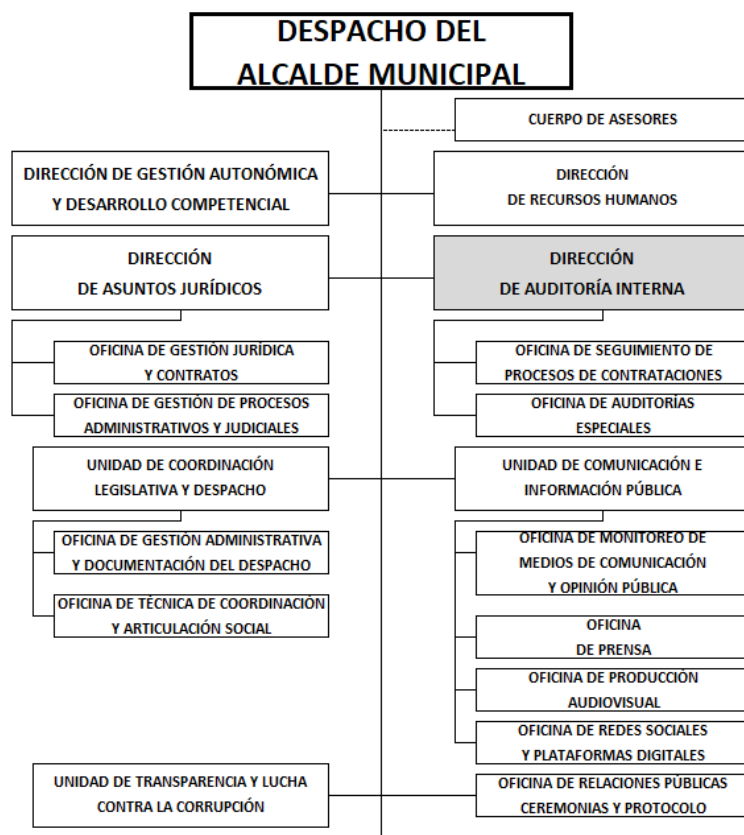 DESPACHO DEL
ALCALDE MUNICIPAL
CUERPO DE ASESORES
DIRECCIÓN DE GESTIÓN AUTONÓMICA
Y DESARROLLO COMPETENCIAL
DIRECCIÓN
DE RECURSOS HUMANOS
DIRECCIÓN
DE ASUNTOS JURÍDICOS
DIRECCIÓN
DE AUDITORÍA INTERNA
OFICINA DE GESTIÓN JURÍDICA
Y CONTRATOS
OFICINA DE SEGUIMIENTO DE
PROCESOS DE CONTRATACIONES
OFICINA DE GESTIÓN DE PROCESOS
ADMINISTRATIVOS Y JUDICIALES
OFICINA DE AUDITORÍAS
ESPECIALES
UNIDAD DE COORDINACIÓN
LEGISLATIVA Y DESPACHO
UNIDAD DE COMUNICACIÓN E
INFORMACIÓN PÚBLICA
OFICINA DE GESTIÓN ADMINISTRATIVA
Y DOCUMENTACIÓN DEL DESPACHO
OFICINA DE MONITOREO DE
MEDIOS DE COMUNICACIÓN
Y OPINIÓN PÚBLICA
OFICINA DE TÉCNICA DE COORDINACIÓN
Y ARTICULACIÓN SOCIAL
OFICINA
DE PRENSA
OFICINA DE PRODUCCIÓN
AUDIOVISUAL
OFICINA DE REDES SOCIALES
Y PLATAFORMAS DIGITALES
UNIDAD DE TRANSPARENCIA Y LUCHA
CONTRA LA CORRUPCIÓN
OFICINA DE RELACIONES PÚBLICAS
CEREMONIAS Y PROTOCOLO